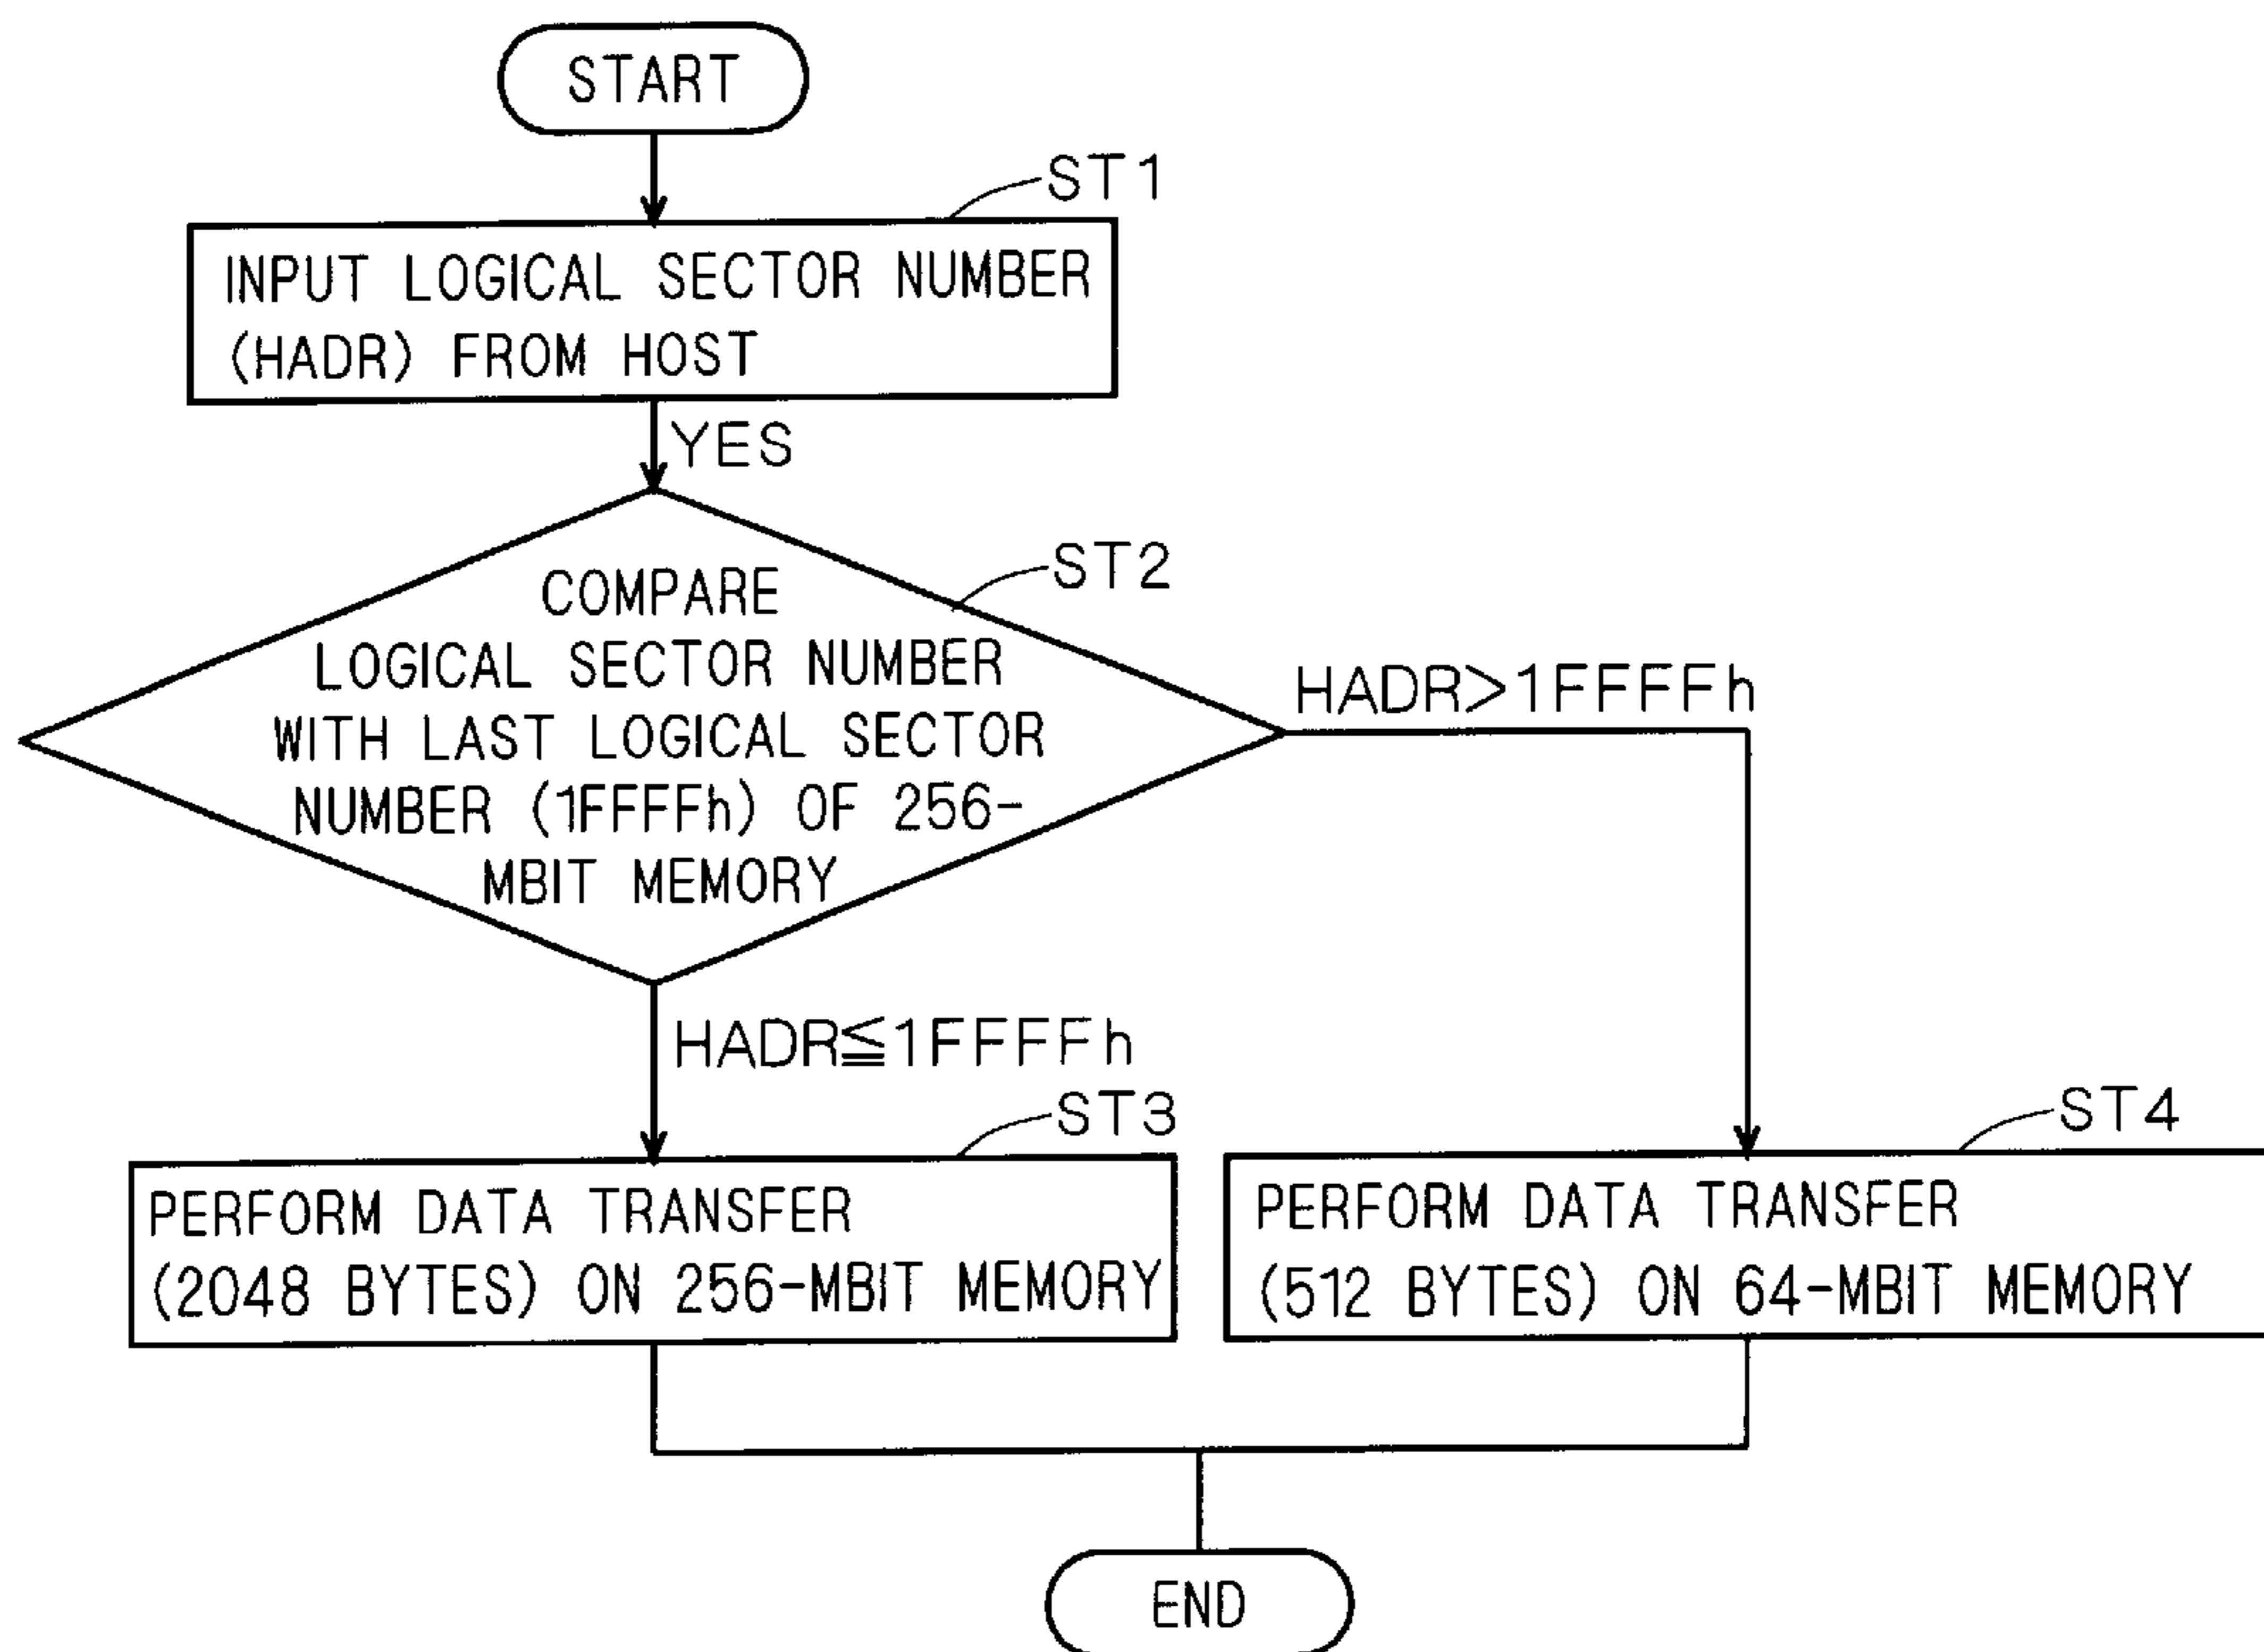 START
ST1
INPUT LOGICAL SECTOR NUMBER
(HADR) FROM HOST
YES
ST2
COMPARE
LOGICAL SECTOR NUMBER
WITH LAST LOGICAL SECTOR
NUMBER (1FFFFh) OF 256-
MBIT MEMORY
HADR>1FFFFh
HADR≦1FFFFh
ST3
PERFORM DATA TRANSFER
(2048 BYTES) ON 256-MBIT MEMORY
ST4
PERFORM DATA TRANSFER
(512 BYTES) ON 64-MBIT MEMORY
END